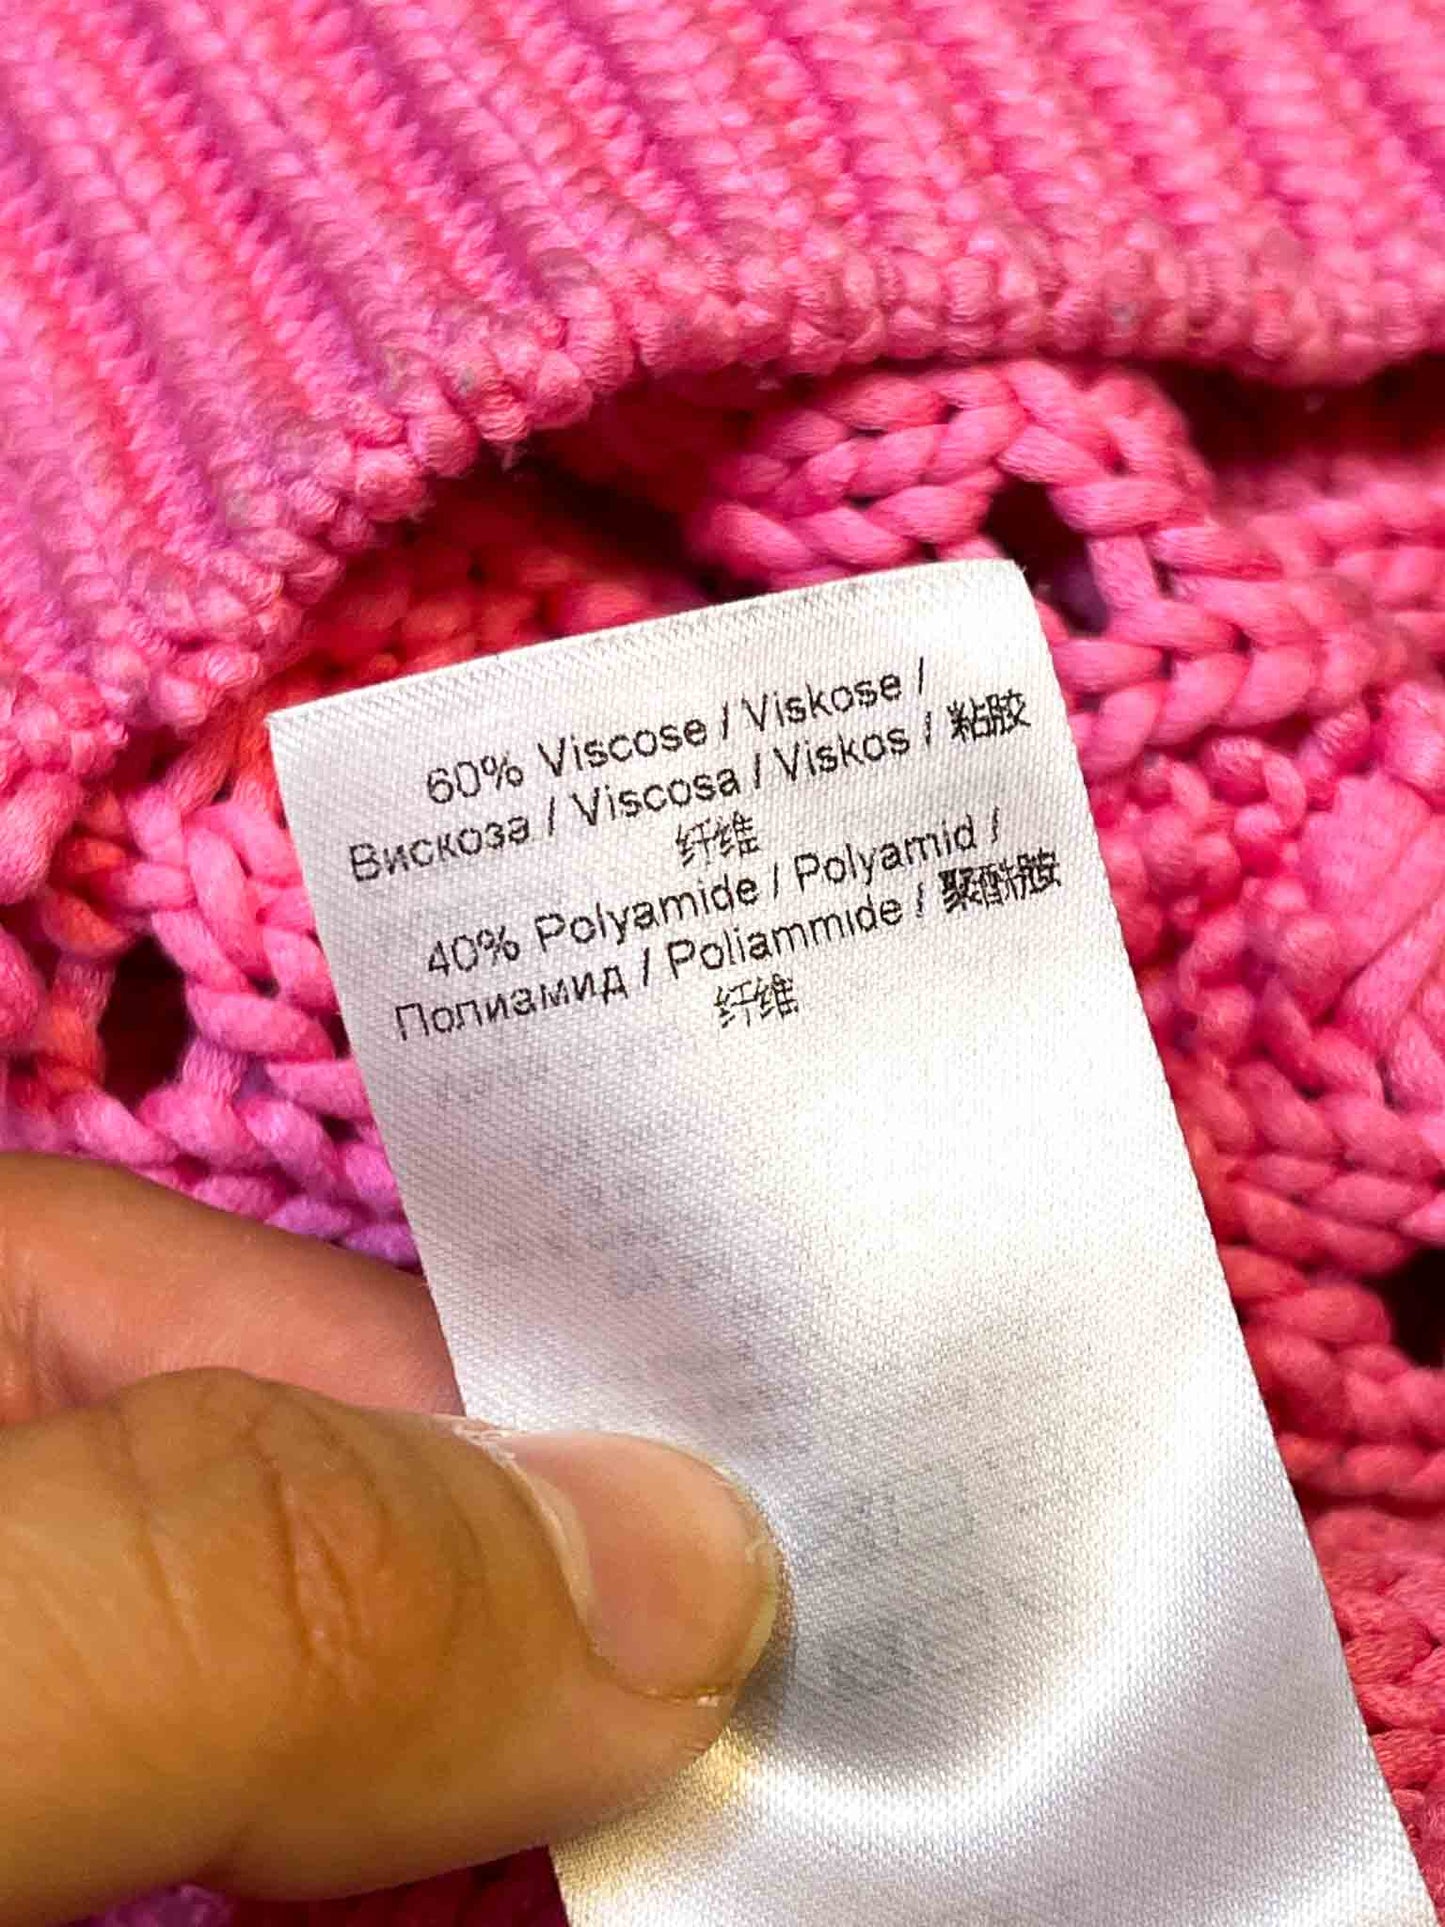 60% Viscose / Viskose /
Вискоза / Viscosa / Viskos / 粘胶
纤维
40% Polyamide / Polyamid /
Полиамид / Poliammide / 聚酰胺
纤维